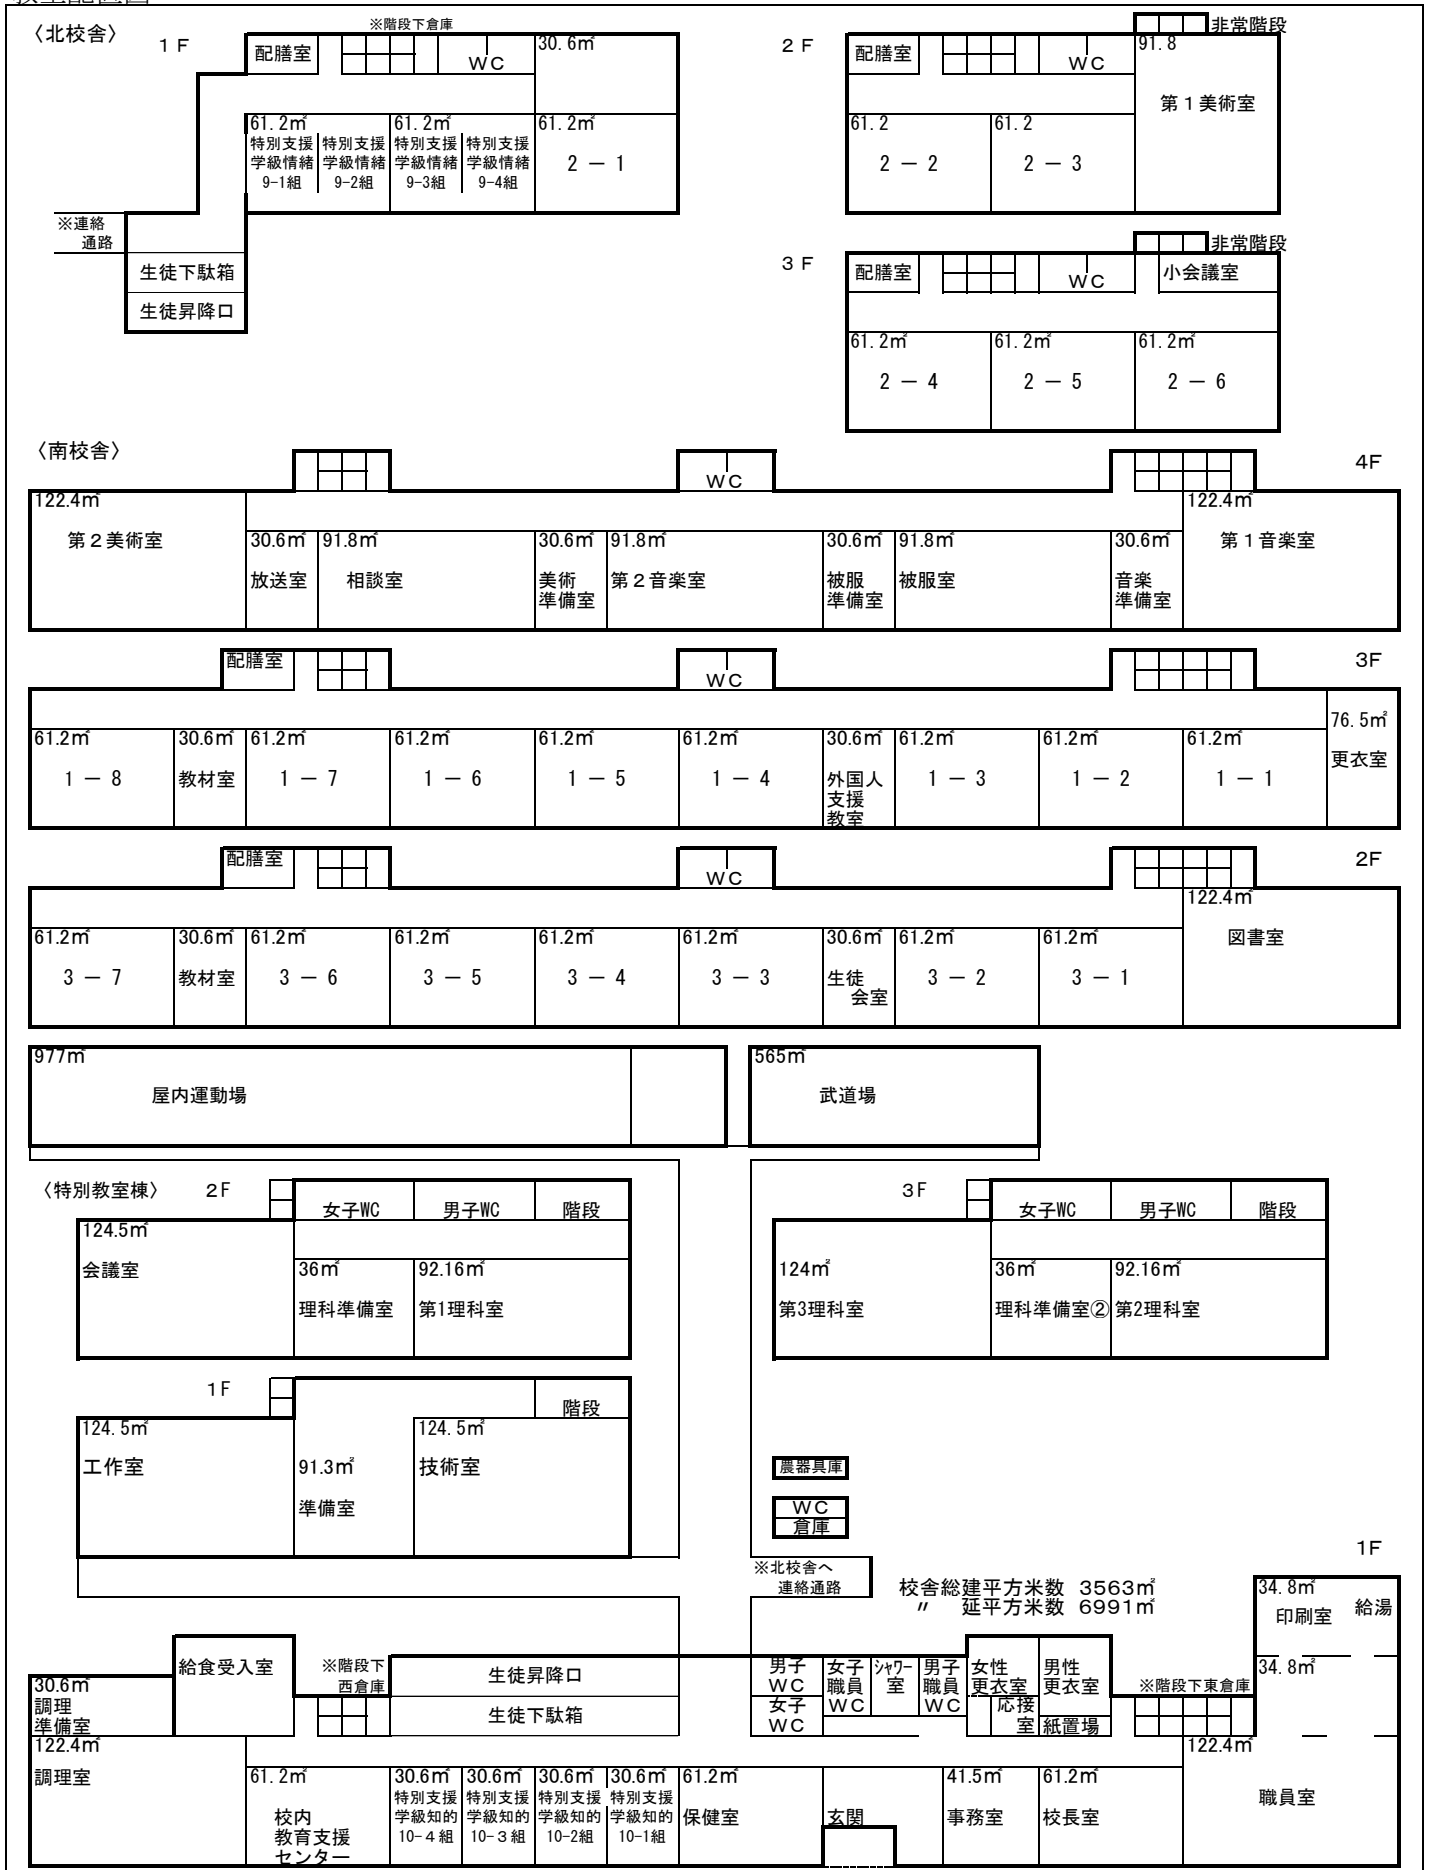 〈北校舎〉
1F
※階段下倉庫
配膳室
WC
30.6㎡
61.2㎡
特別支援
学級情緒
9-1組
特別支援
学級情緒
9-2組
61.2㎡
特別支援
学級情緒
9-3組
特別支援
学級情緒
9-4組
61.2㎡
2 － 1
※連絡
通路
生徒下駄箱
生徒昇降口
2F
配膳室
WC
非常階段
91.8
第1美術室
61.2
2 － 2
61.2
2 － 3
3F
配膳室
WC
非常階段
小会議室
61.2㎡
2 － 4
61.2㎡
2 － 5
61.2㎡
2 － 6
〈南校舎〉
4F
WC
122.4㎡
第2美術室
30.6㎡
放送室
91.8㎡
相談室
30.6㎡
美術
準備室
91.8㎡
第2音楽室
30.6㎡
被服
準備室
91.8㎡
被服室
30.6㎡
音楽
準備室
122.4㎡
第1音楽室
3F
配膳室
WC
61.2㎡
1 － 8
30.6㎡
教材室
61.2㎡
1 － 7
61.2㎡
1 － 6
61.2㎡
1 － 5
61.2㎡
1 － 4
30.6㎡
外国人
支援
教室
61.2㎡
1 － 3
61.2㎡
1 － 2
61.2㎡
1 － 1
76.5㎡
更衣室
2F
配膳室
WC
61.2㎡
3 － 7
30.6㎡
教材室
61.2㎡
3 － 6
61.2㎡
3 － 5
61.2㎡
3 － 4
61.2㎡
3 － 3
30.6㎡
生徒
会室
61.2㎡
3 － 2
61.2㎡
3 － 1
122.4㎡
図書室
977㎡
屋内運動場
565㎡
武道場
〈特別教室棟〉
2F
女子WC
男子WC
階段
124.5㎡
会議室
36㎡
理科準備室
92.16㎡
第1理科室
3F
女子WC
男子WC
階段
124㎡
第3理科室
36㎡
理科準備室②
92.16㎡
第2理科室
1F
階段
124.5㎡
工作室
91.3㎡
準備室
124.5㎡
技術室
農器具庫
WC
倉庫
※北校舎へ
連絡通路
校舎総建平方米数 3563㎡
〃 延平方米数 6991㎡
1F
34.8㎡
印刷室
給湯
34.8㎡
給食受入室
※階段下
西倉庫
生徒昇降口
生徒下駄箱
男子
WC
女子
WC
女子
職員
WC
シャワー
室
男子
職員
WC
女性
更衣室
応接
室
男性
更衣室
紙置場
※階段下東倉庫
30.6㎡
調理
準備室
122.4㎡
調理室
61.2㎡
校内
教育支援
センター
30.6㎡
特別支援
学級知的
10-4組
30.6㎡
特別支援
学級知的
10-3組
30.6㎡
特別支援
学級知的
10-2組
30.6㎡
特別支援
学級知的
10-1組
61.2㎡
保健室
玄関
41.5㎡
事務室
61.2㎡
校長室
122.4㎡
職員室